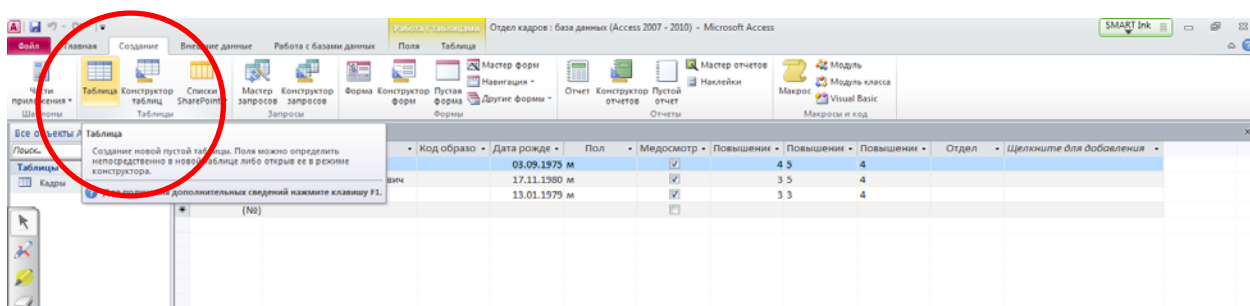 Работа с таблицами Отдел кадров : база данных (Access 2007 - 2010) - Microsoft Access SMART Ink
Файл Главная Создание Внешние данные Работа с базами данных Поля Таблица
Части приложения
Таблица
Конструктор таблиц
Списки SharePoint
Мастер запросов
Конструктор запросов
Форма
Конструктор форм
Пустая форма
Мастер форм
Навигация
Другие формы
Отчет
Конструктор отчетов
Пустой отчет
Мастер отчетов
Наклейки
Макрос
Модуль
Модуль класса
Visual Basic
Шаблоны Таблицы Запросы Формы Отчеты Макросы и код
Все объекты A
Поиск...
Таблицы
Кадры
Таблица
Создание новой пустой таблицы. Поля можно определить
непосредственно в новой таблице либо открыв ее в режиме
конструктора.
Для получения дополнительных сведений нажмите клавишу F1.
Код образо Дата рожде Пол Медосмотр Повышение Повышение Повышени Отдел Щелкните для добавления
03.09.1975 м 4 5 4
вич 17.11.1980 м 3 5 4
13.01.1979 м 3 3 4
(№)